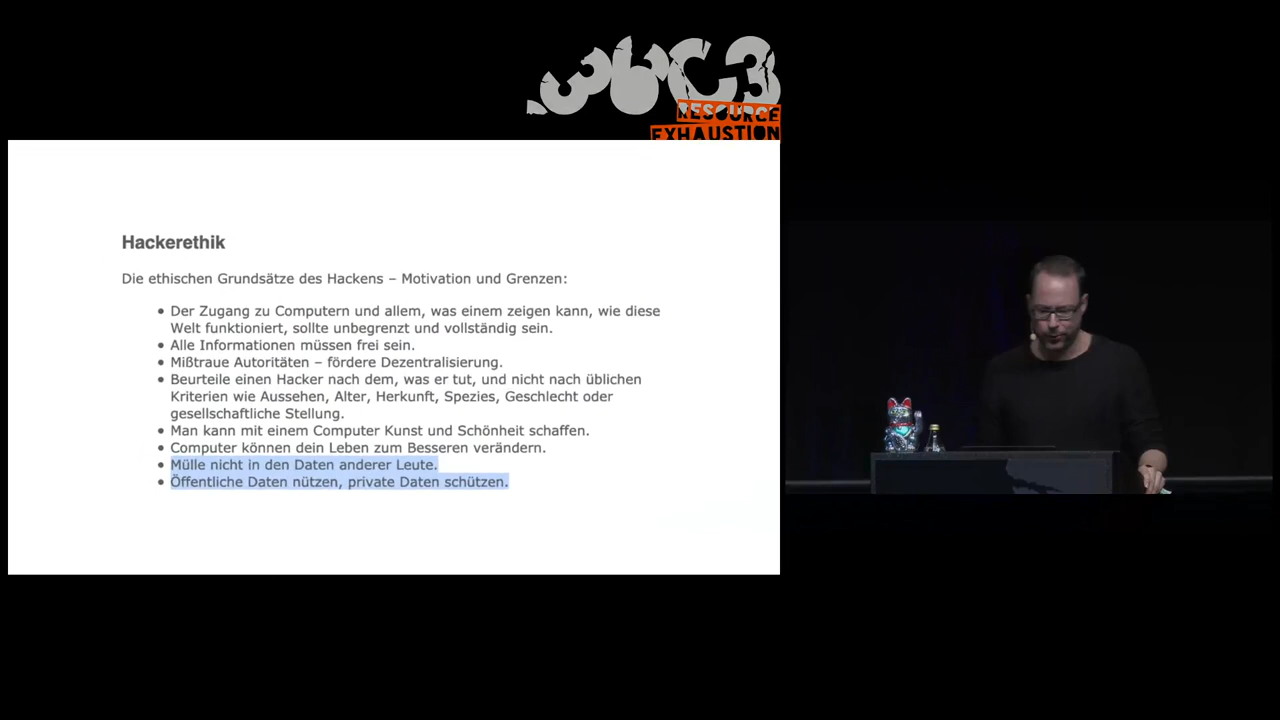 36C3
RESOURCE
EXHAUSTION
Hackerethik
Die ethischen Grundsätze des Hackens – Motivation und Grenzen:
• Der Zugang zu Computern und allem, was einem zeigen kann, wie diese
Welt funktioniert, sollte unbegrenzt und vollständig sein.
• Alle Informationen müssen frei sein.
• Mißtraue Autoritäten – fördere Dezentralisierung.
• Beurteile einen Hacker nach dem, was er tut, und nicht nach üblichen
Kriterien wie Aussehen, Alter, Herkunft, Spezies, Geschlecht oder
gesellschaftliche Stellung.
• Man kann mit einem Computer Kunst und Schönheit schaffen.
• Computer können dein Leben zum Besseren verändern.
• Mülle nicht in den Daten anderer Leute.
• Öffentliche Daten nützen, private Daten schützen.